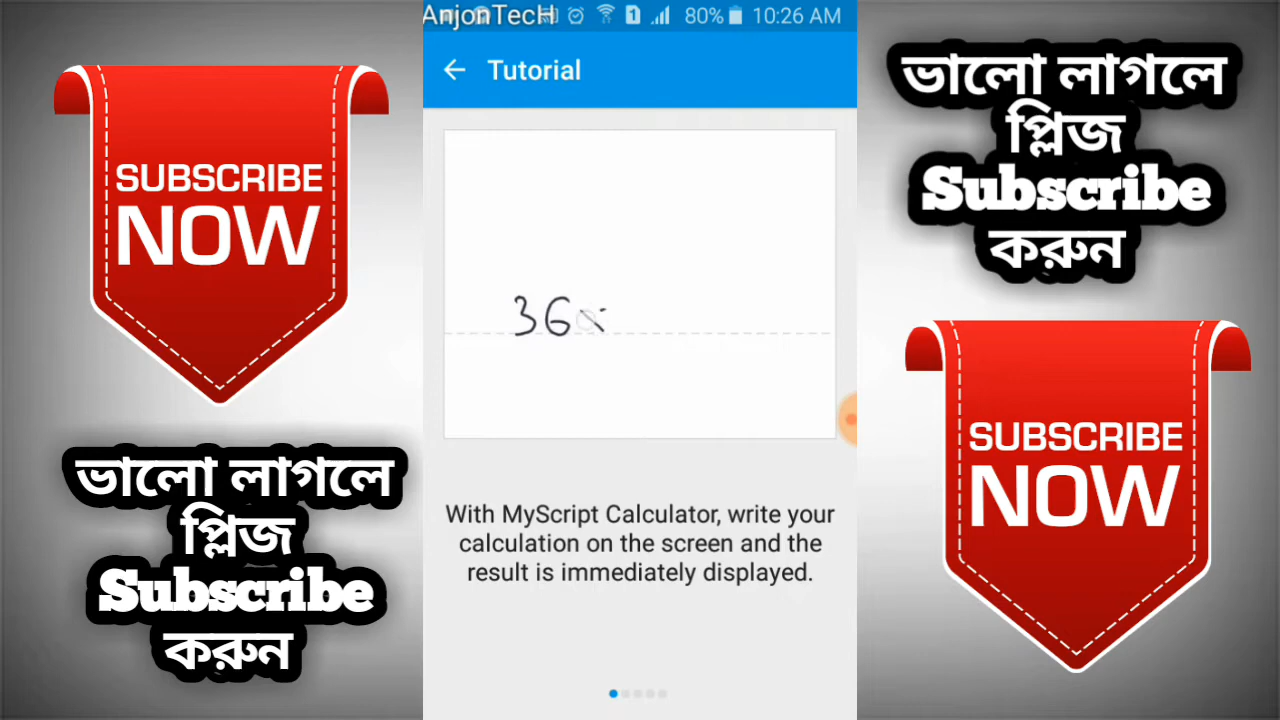 AnjonTecH
80% 10:26 AM
Tutorial
SUBSCRIBE
NOW
ভালো লাগলে
প্লিজ
Subscribe
করুন
36
With MyScript Calculator, write your
calculation on the screen and the
result is immediately displayed.
ভালো লাগলে
প্লিজ
Subscribe
করুন
SUBSCRIBE
NOW